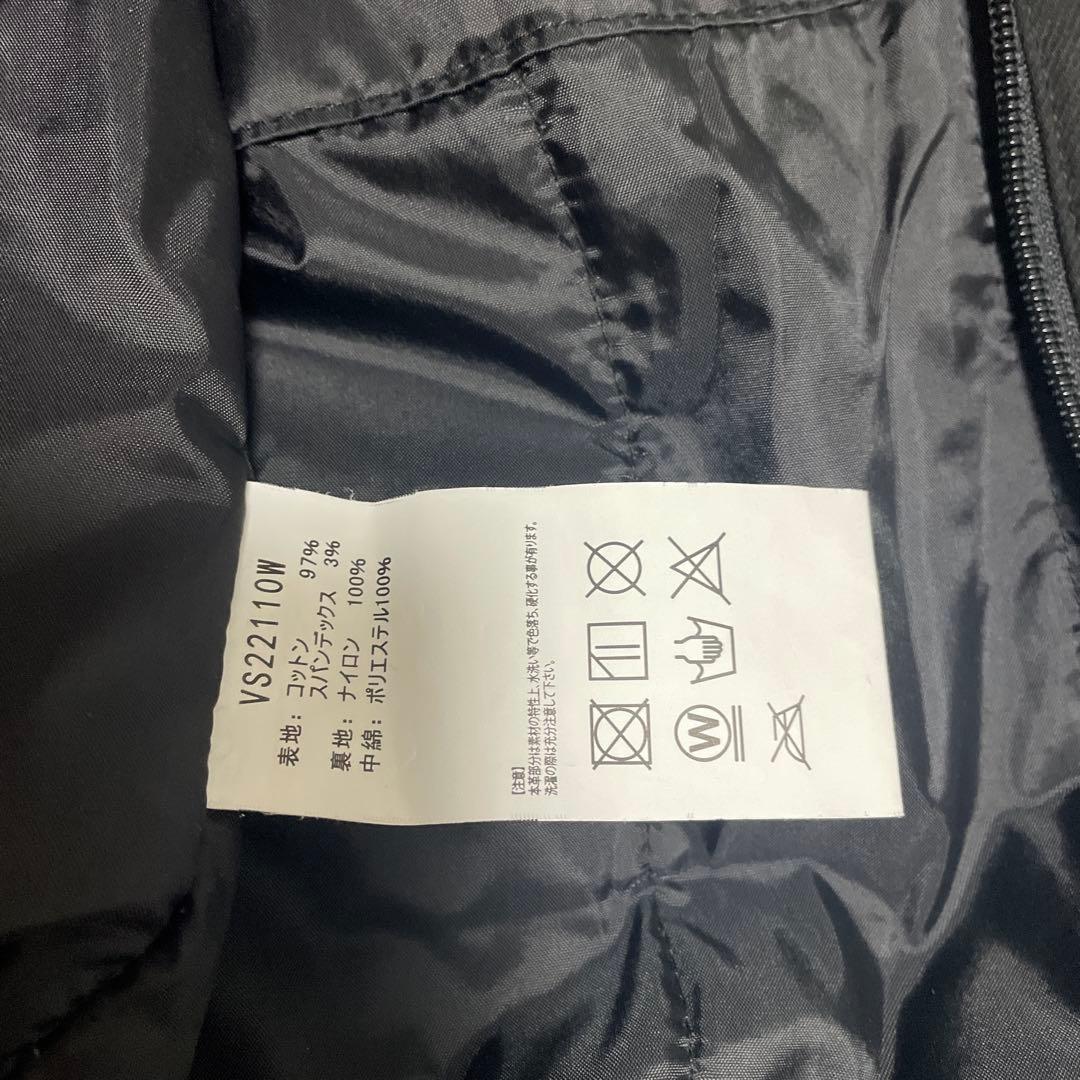 VS22110W
表地: コットン 97%
スパンデックス 3%
裏地: ナイロン 100%
中綿: ポリエステル100%
【注意】
本革部分は素材の特性上、水洗い等で色落ち、硬化する事が有ります。
洗濯の際は充分注意して下さい。
W